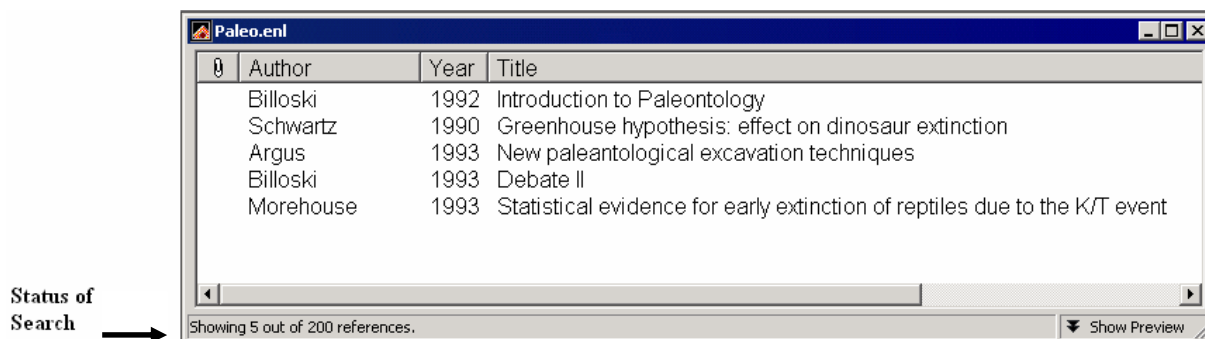 Paleo.enl
Author Year Title
Billoski 1992 Introduction to Paleontology
Schwartz 1990 Greenhouse hypothesis: effect on dinosaur extinction
Argus 1993 New paleantological excavation techniques
Billoski 1993 Debate II
Morehouse 1993 Statistical evidence for early extinction of reptiles due to the K/T event
Status of
Search
Showing 5 out of 200 references. Show Preview